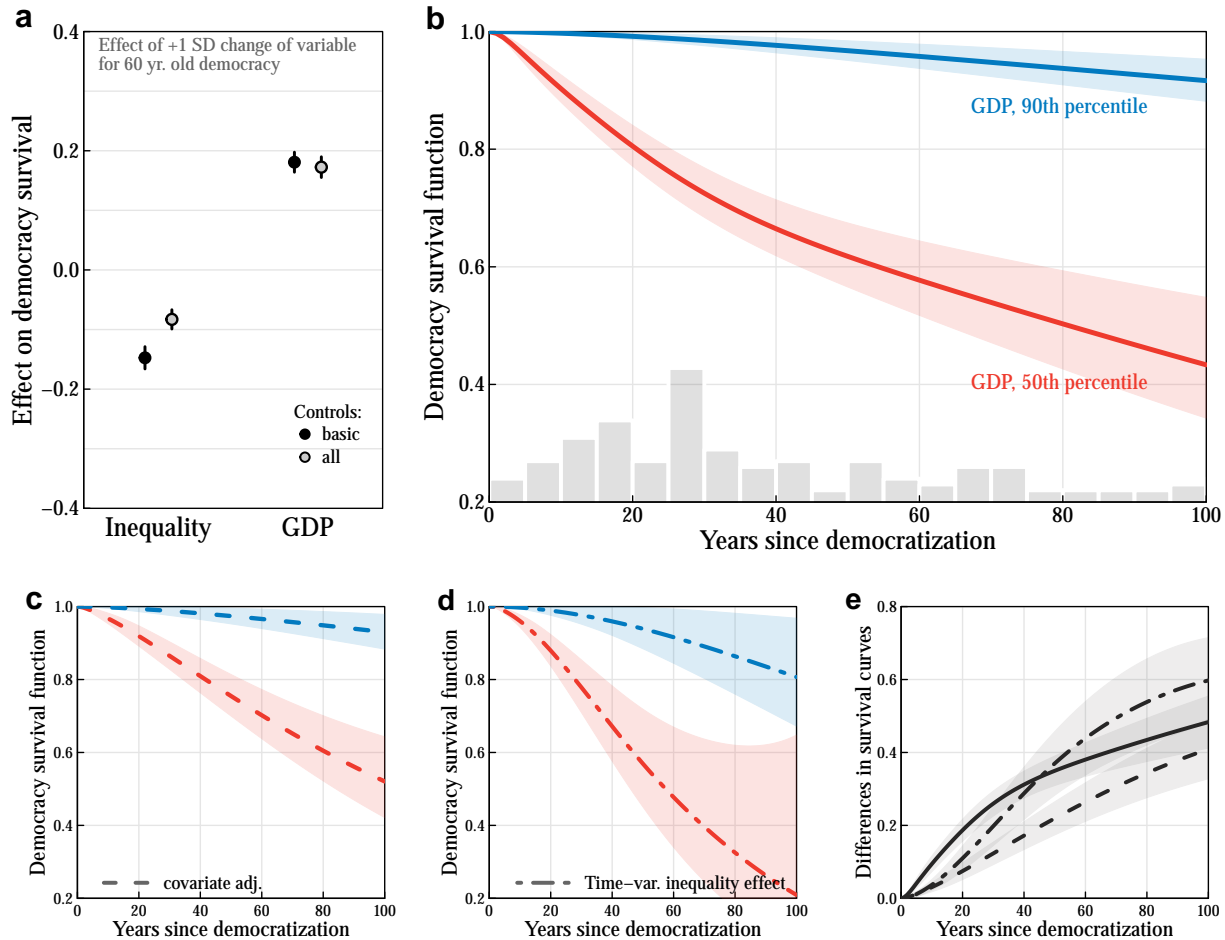 a
Effect on democracy survival
0.4
0.2
0.0
−0.2
−0.4
Effect of +1 SD change of variable
for 60 yr. old democracy
Controls:
basic
all
Inequality
GDP
b
Democracy survival function
1.0
0.8
0.6
0.4
0.2
GDP, 90th percentile
GDP, 50th percentile
0 20 40 60 80 100
Years since democratization
c
Democracy survival function
1.0
0.8
0.6
0.4
0.2
covariate adj.
0 20 40 60 80 100
Years since democratization
d
Democracy survival function
1.0
0.8
0.6
0.4
0.2
Time−var. inequality effect
0 20 40 60 80 100
Years since democratization
e
Differences in survival curves
0.8
0.6
0.4
0.2
0.0
0 20 40 60 80 100
Years since democratization